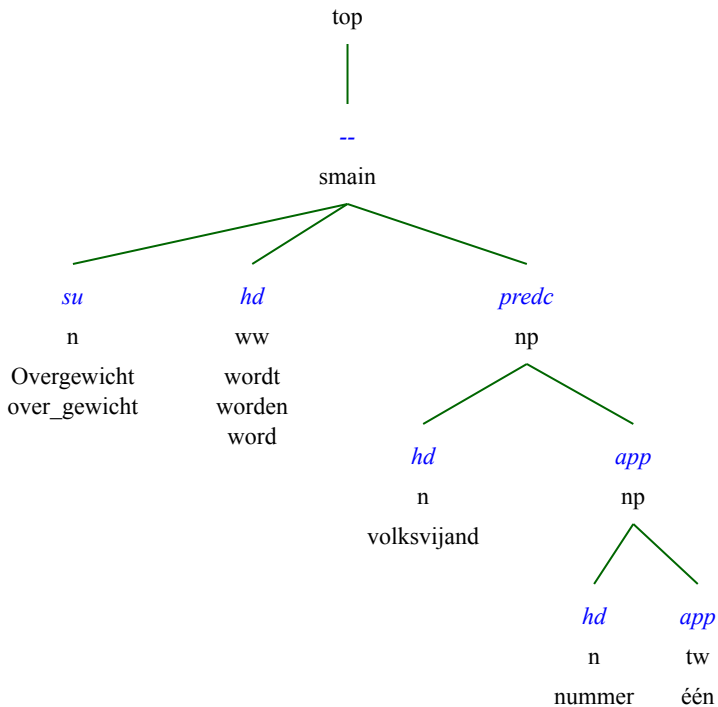 top
--
smain
su hd predc
n ww np
Overgewicht wordt
over_gewicht worden
word
hd app
n np
volksvijand
hd app
n tw
nummer één